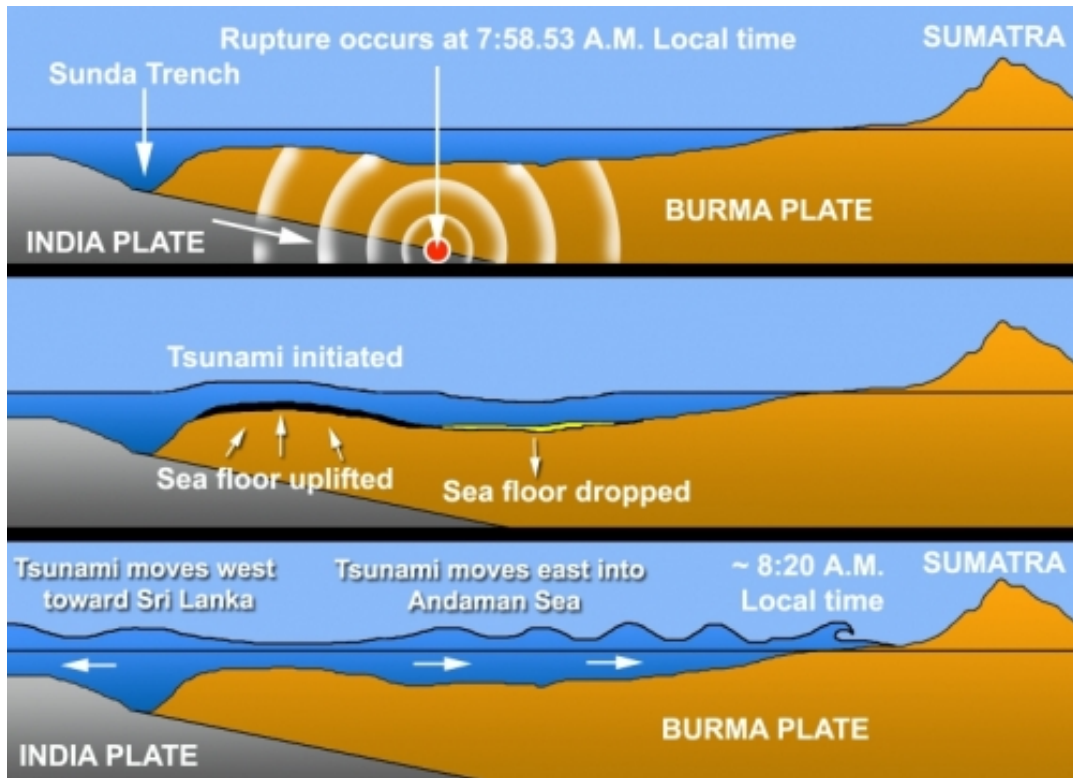 Rupture occurs at 7:58.53 A.M. Local time
SUMATRA
Sunda Trench
BURMA PLATE
INDIA PLATE
Tsunami initiated
Sea floor uplifted
Sea floor dropped
Tsunami moves west
toward Sri Lanka
Tsunami moves east into
Andaman Sea
~ 8:20 A.M.
Local time
SUMATRA
BURMA PLATE
INDIA PLATE